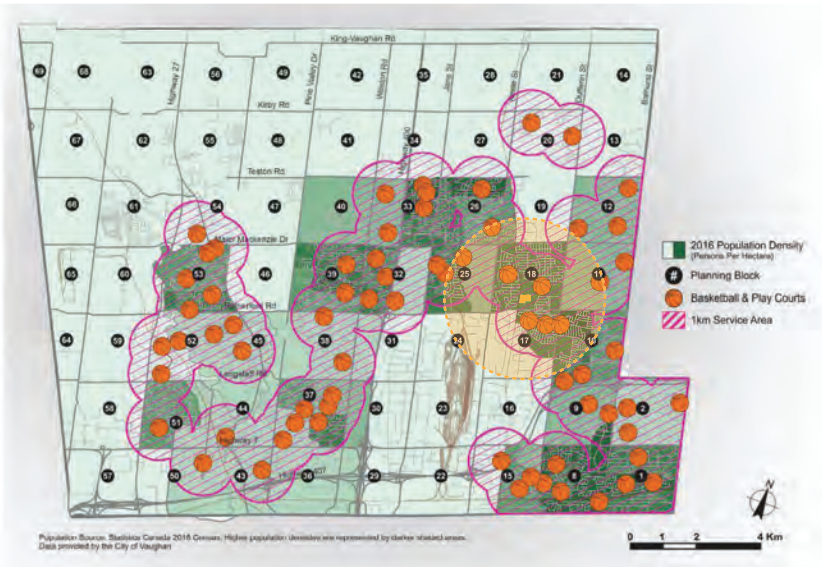 King-Vaughan Rd
69
68
63
56
49
42
35
28
21
14
Highway 27
Pine Valley Dr
Weston Rd
Jane St
Dufferin St
Bathurst St
Kirby Rd
67
62
55
48
41
34
27
20
13
Teston Rd
66
61
54
47
40
33
26
19
12
Major Mackenzie Dr
65
60
53
46
39
32
25
18
11
Rutherford Rd
64
59
52
45
38
31
24
17
10
Langstaff Rd
58
51
44
37
30
23
16
9
2
Highway 7
57
50
43
36
29
22
15
8
1
2016 Population Density
(Persons Per Hectare)
# Planning Block
Basketball & Play Courts
1km Service Area
N
0 1 2 4 Km
Population Source: Statistics Canada 2016 Census. Higher population densities are represented by darker shaded areas.
Data provided by the City of Vaughan